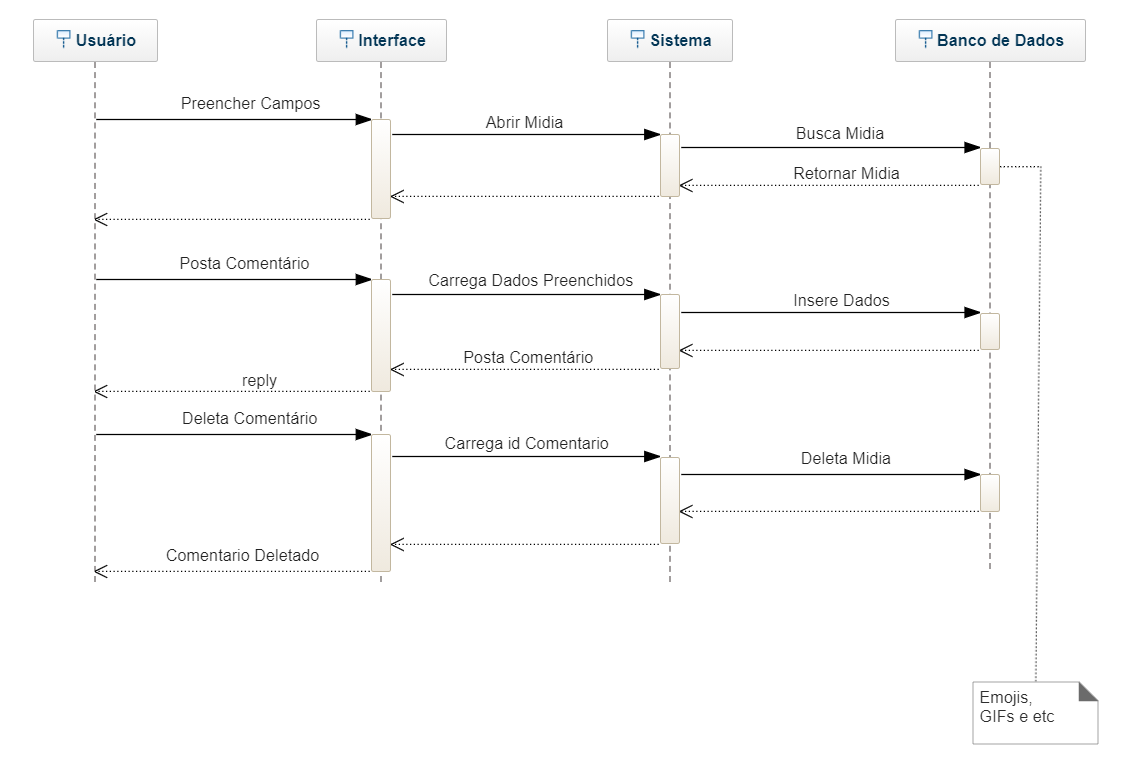 Usuário
Interface
Sistema
Banco de Dados
Preencher Campos
Abrir Midia
Busca Midia
Retornar Midia
Posta Comentário
Carrega Dados Preenchidos
Insere Dados
Posta Comentário
reply
Deleta Comentário
Carrega id Comentario
Deleta Midia
Comentario Deletado
Emojis,
GIFs e etc